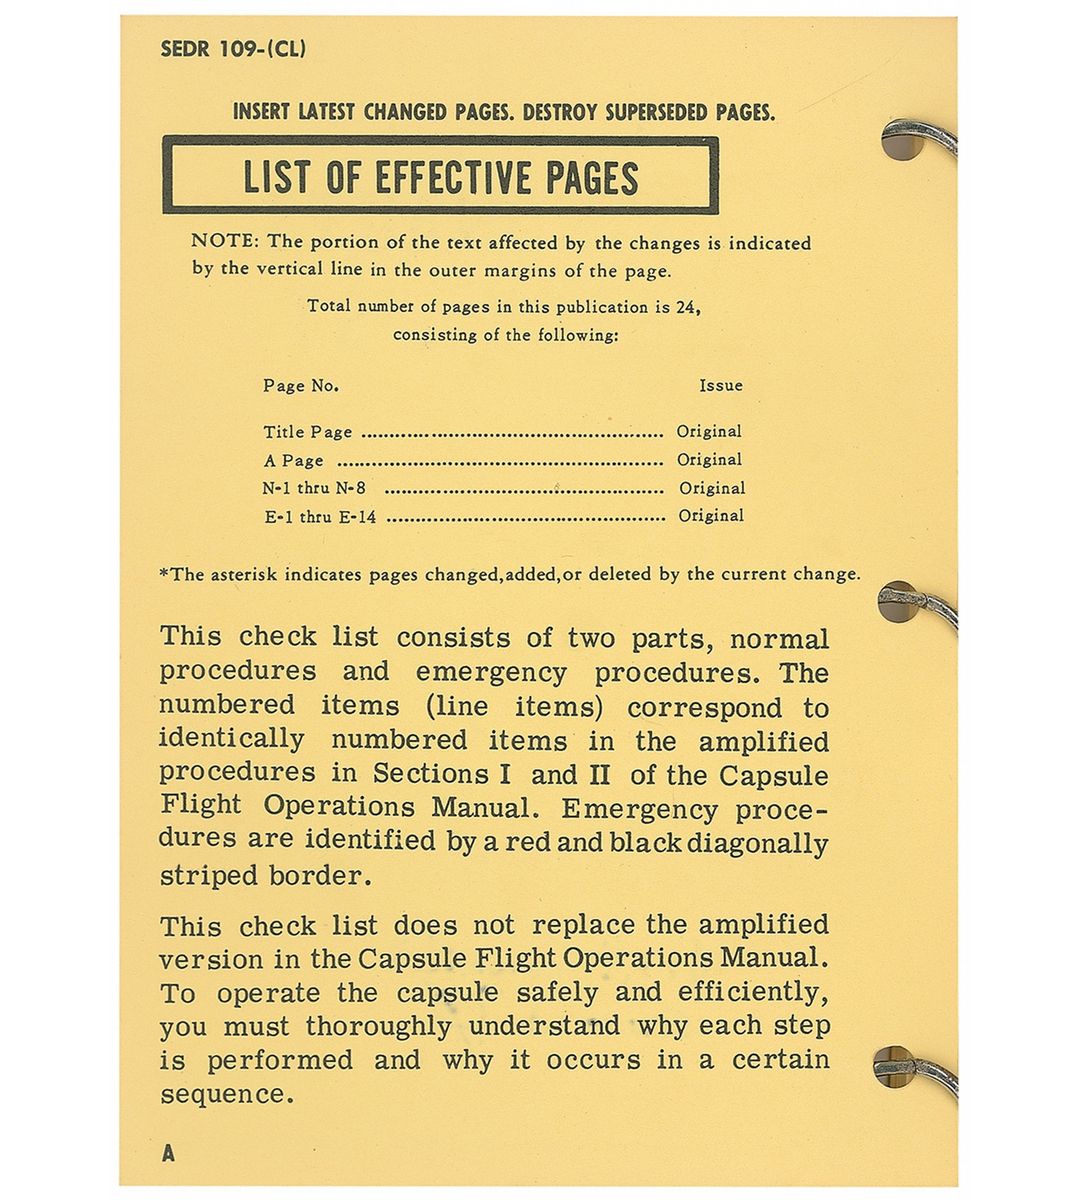 SEDR 109-(CL)
INSERT LATEST CHANGED PAGES. DESTROY SUPERSEDED PAGES.
LIST OF EFFECTIVE PAGES
NOTE: The portion of the text affected by the changes is indicated
by the vertical line in the outer margins of the page.
Total number of pages in this publication is 24,
consisting of the following:
Page No. Issue
Title Page ........................................................ Original
A Page ............................................................ Original
N-1 thru N-8 .................................................... Original
E-1 thru E-14 .................................................... Original
*The asterisk indicates pages changed,added,or deleted by the current change.
This check list consists of two parts, normal
procedures and emergency procedures. The
numbered items (line items) correspond to
identically numbered items in the amplified
procedures in Sections I and II of the Capsule
Flight Operations Manual. Emergency proce-
dures are identified by a red and black diagonally
striped border.
This check list does not replace the amplified
version in the Capsule Flight Operations Manual.
To operate the capsule safely and efficiently,
you must thoroughly understand why each step
is performed and why it occurs in a certain
sequence.
A